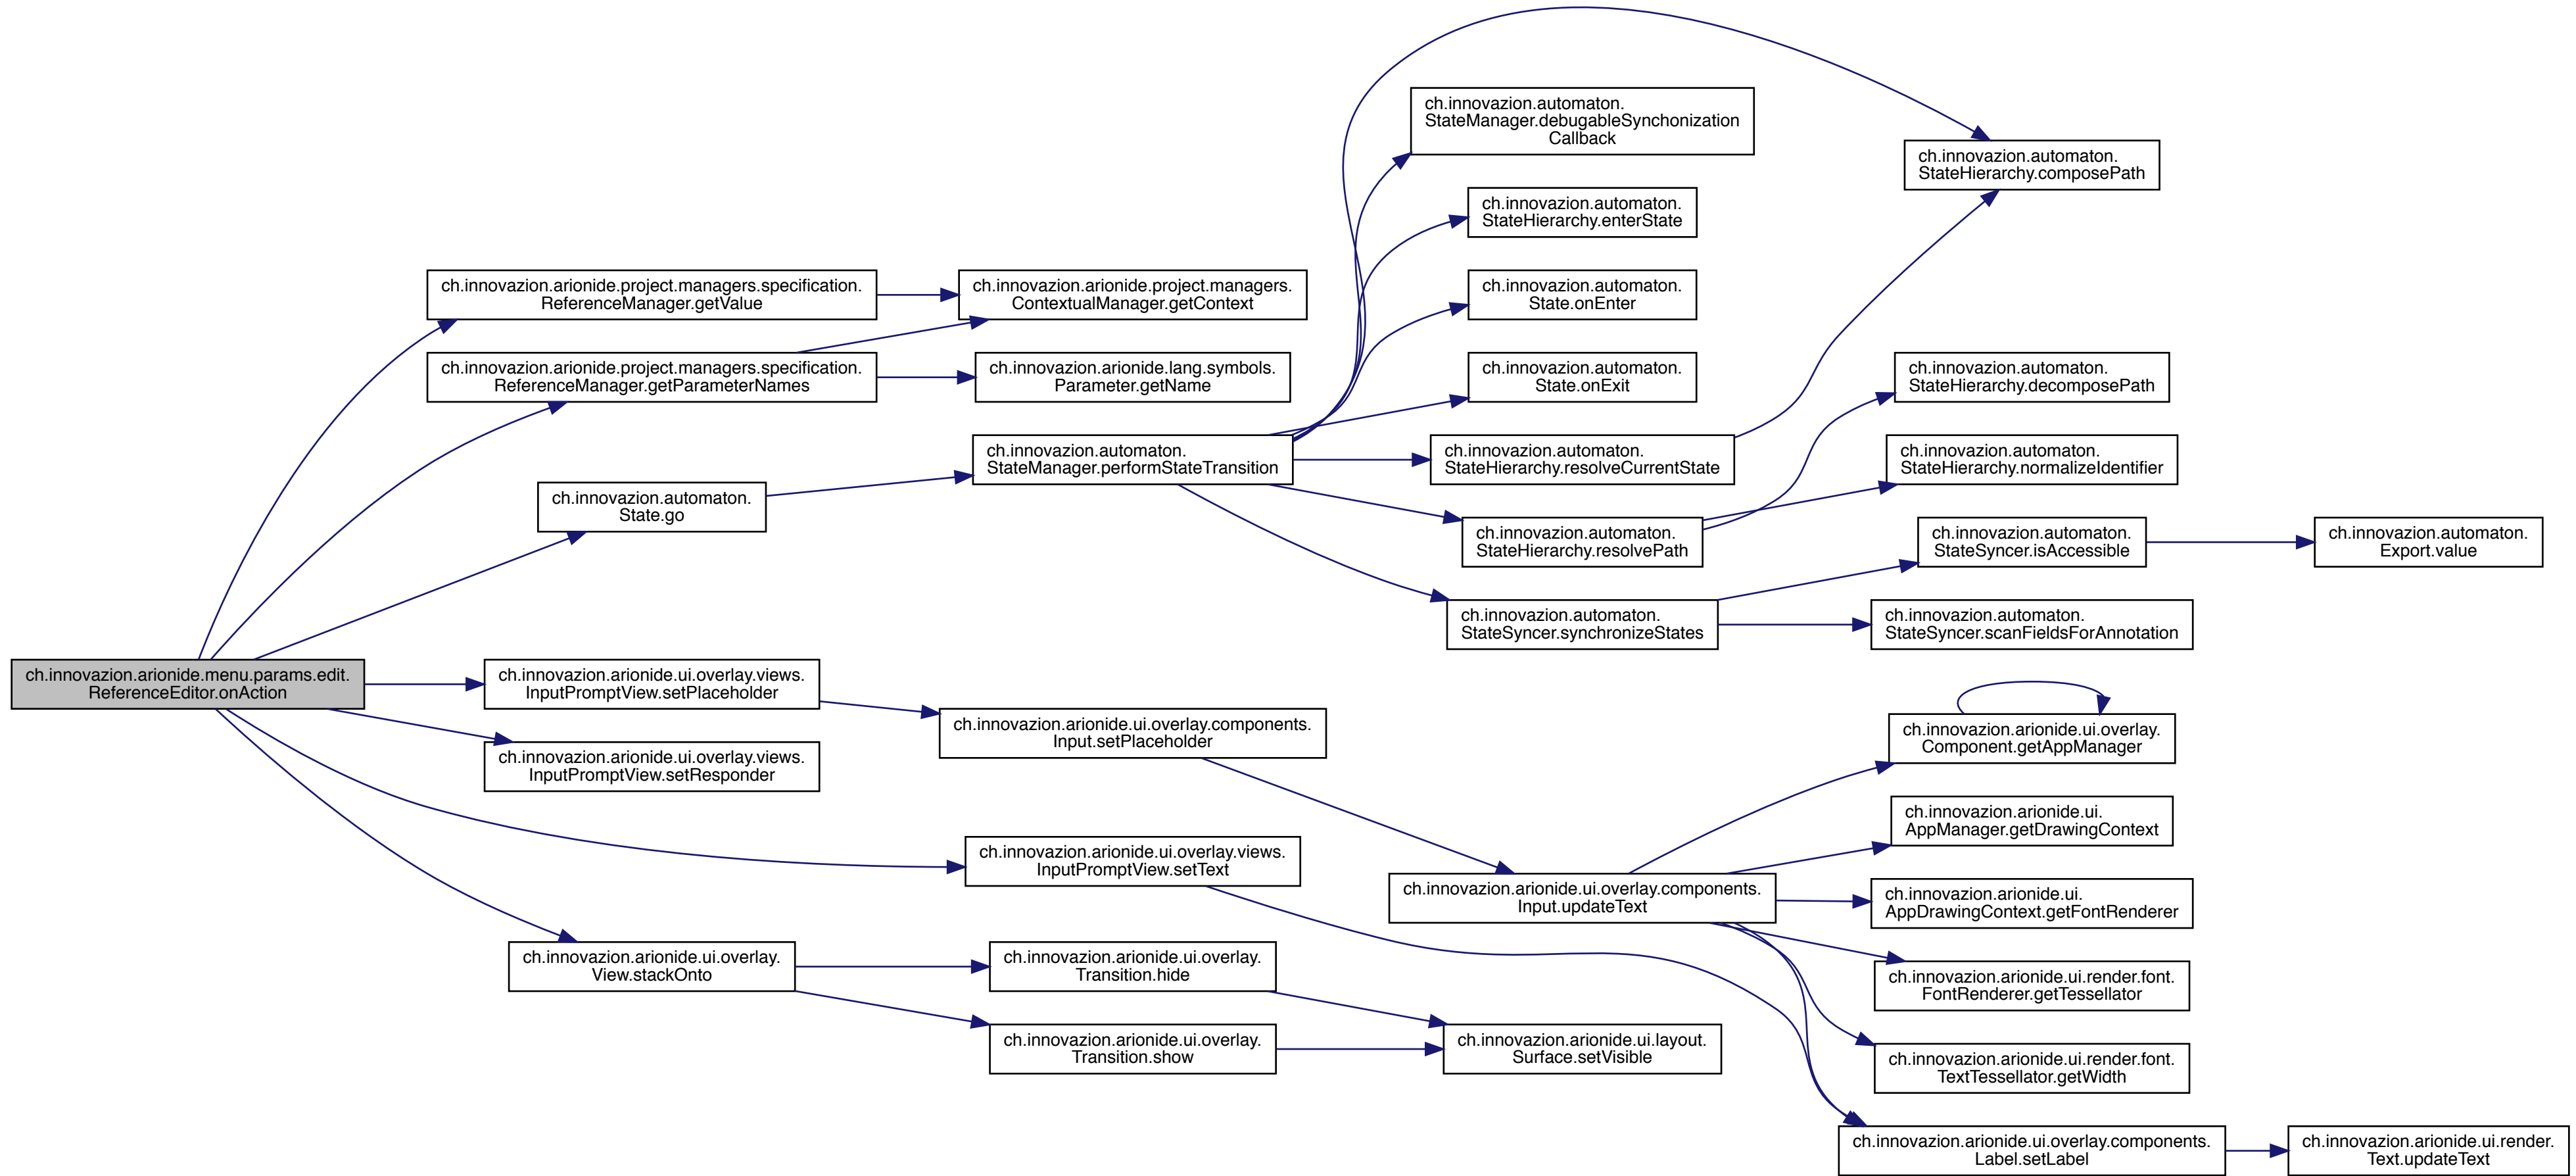 ch.innovazion.automaton.
StateManager.debugableSynchonization
Callback
ch.innovazion.automaton.
StateHierarchy.composePath
ch.innovazion.automaton.
StateHierarchy.enterState
ch.innovazion.arionide.project.managers.specification.
ReferenceManager.getValue
ch.innovazion.arionide.project.managers.
ContextualManager.getContext
ch.innovazion.automaton.
State.onEnter
ch.innovazion.arionide.project.managers.specification.
ReferenceManager.getParameterNames
ch.innovazion.arionide.lang.symbols.
Parameter.getName
ch.innovazion.automaton.
State.onExit
ch.innovazion.automaton.
StateHierarchy.decomposePath
ch.innovazion.automaton.
StateManager.performStateTransition
ch.innovazion.automaton.
StateHierarchy.resolveCurrentState
ch.innovazion.automaton.
StateHierarchy.normalizeIdentifier
ch.innovazion.automaton.
State.go
ch.innovazion.automaton.
StateHierarchy.resolvePath
ch.innovazion.automaton.
StateSyncer.isAccessible
ch.innovazion.automaton.
Export.value
ch.innovazion.automaton.
StateSyncer.synchronizeStates
ch.innovazion.automaton.
StateSyncer.scanFieldsForAnnotation
ch.innovazion.arionide.menu.params.edit.
ReferenceEditor.onAction
ch.innovazion.arionide.ui.overlay.views.
InputPromptView.setPlaceholder
ch.innovazion.arionide.ui.overlay.components.
Input.setPlaceholder
ch.innovazion.arionide.ui.overlay.
Component.getAppManager
ch.innovazion.arionide.ui.overlay.views.
InputPromptView.setResponder
ch.innovazion.arionide.ui.
AppManager.getDrawingContext
ch.innovazion.arionide.ui.overlay.views.
InputPromptView.setText
ch.innovazion.arionide.ui.overlay.components.
Input.updateText
ch.innovazion.arionide.ui.
AppDrawingContext.getFontRenderer
ch.innovazion.arionide.ui.overlay.
View.stackOnto
ch.innovazion.arionide.ui.overlay.
Transition.hide
ch.innovazion.arionide.ui.render.font.
FontRenderer.getTessellator
ch.innovazion.arionide.ui.overlay.
Transition.show
ch.innovazion.arionide.ui.layout.
Surface.setVisible
ch.innovazion.arionide.ui.render.font.
TextTessellator.getWidth
ch.innovazion.arionide.ui.overlay.components.
Label.setLabel
ch.innovazion.arionide.ui.render.
Text.updateText